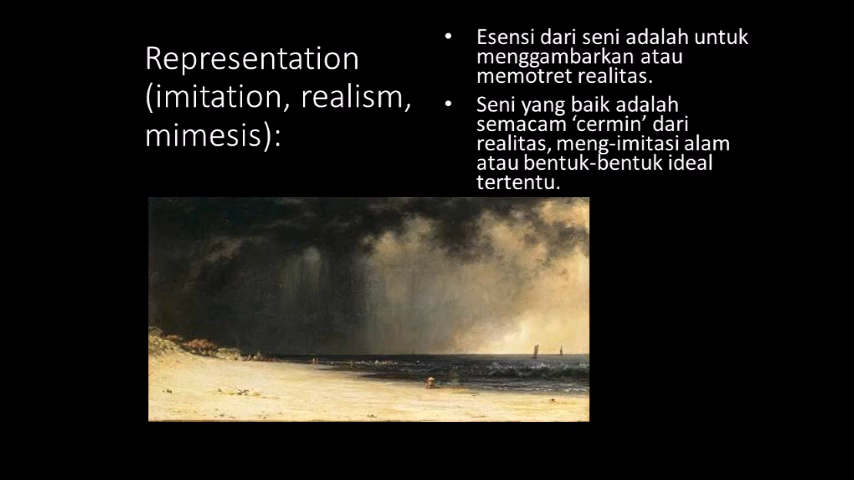 Representation
(imitation, realism,
mimesis):
• Esensi dari seni adalah untuk
menggambarkan atau
memotret realitas.
• Seni yang baik adalah
semacam ‘cermin’ dari
realitas, meng-imitasi alam
atau bentuk-bentuk ideal
tertentu.